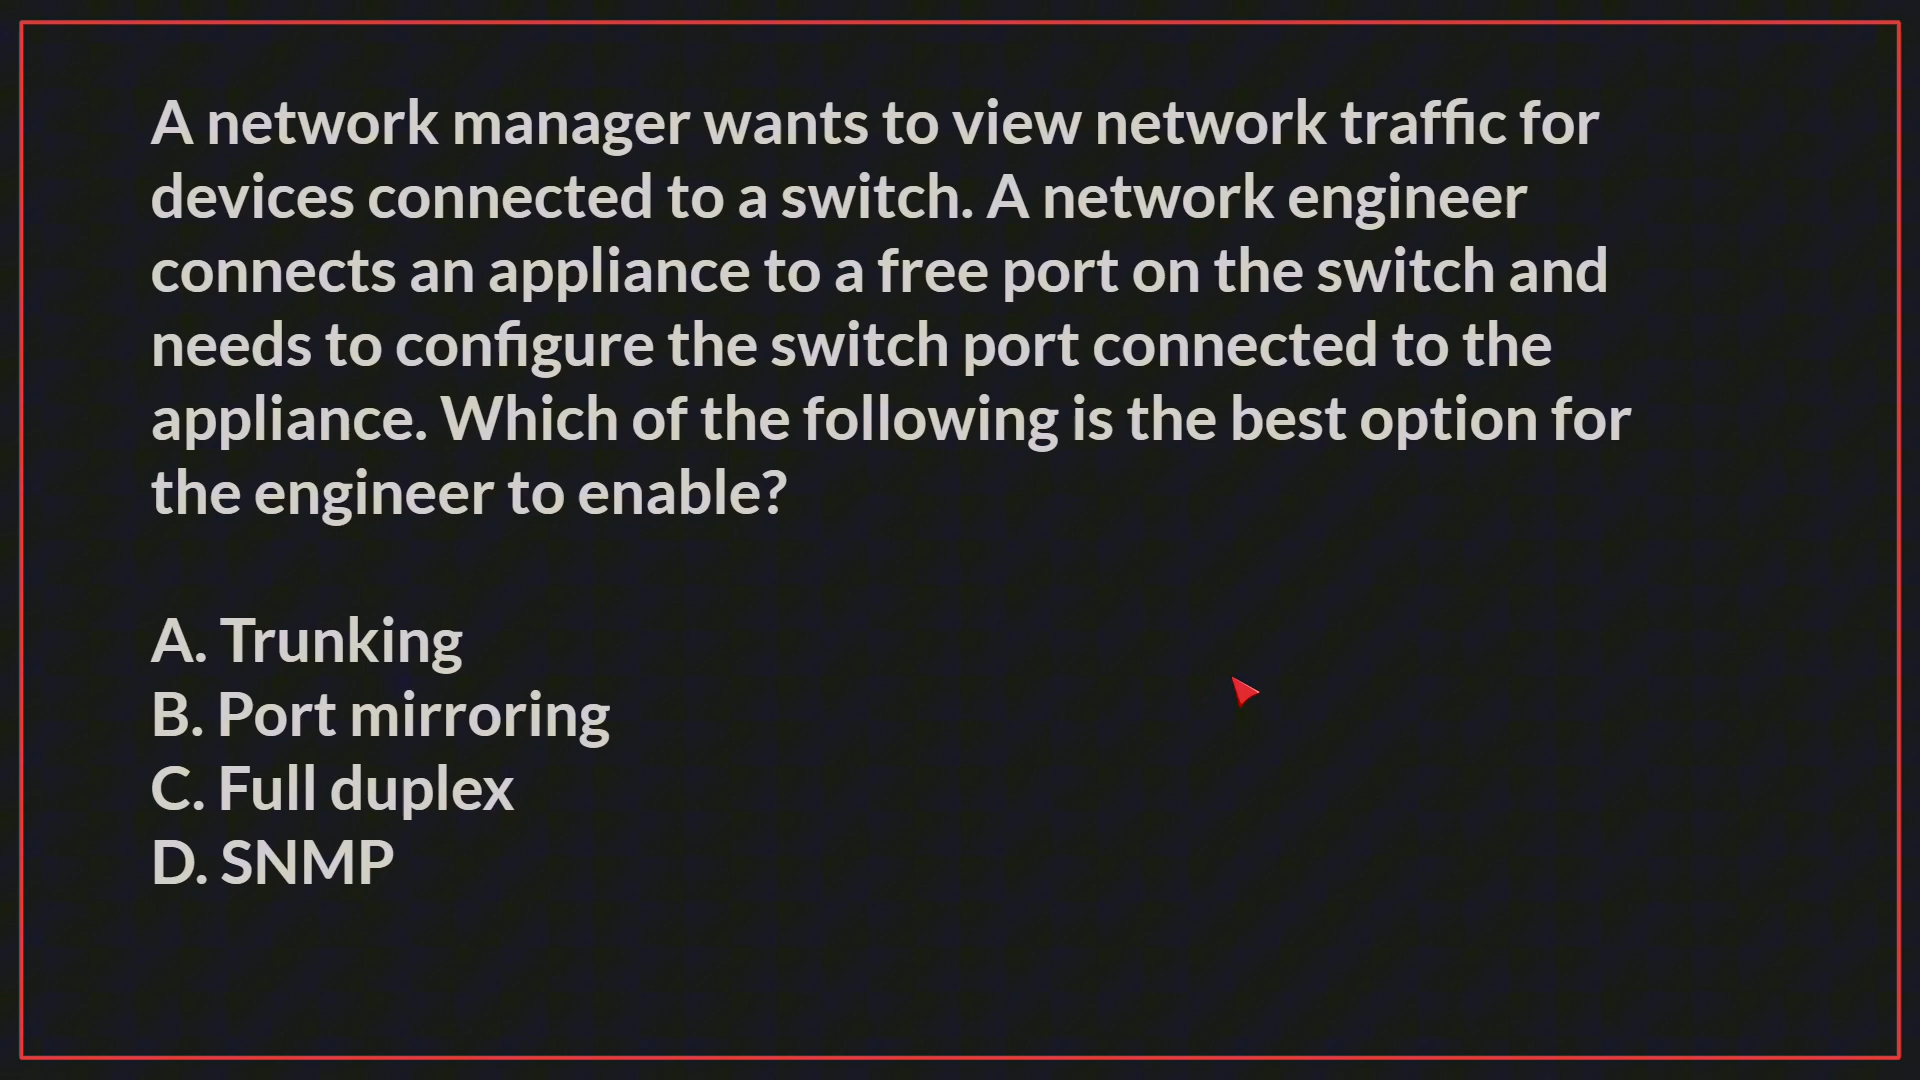 A network manager wants to view network traffic for
devices connected to a switch. A network engineer
connects an appliance to a free port on the switch and
needs to configure the switch port connected to the
appliance. Which of the following is the best option for
the engineer to enable?
A. Trunking
B. Port mirroring
C. Full duplex
D. SNMP